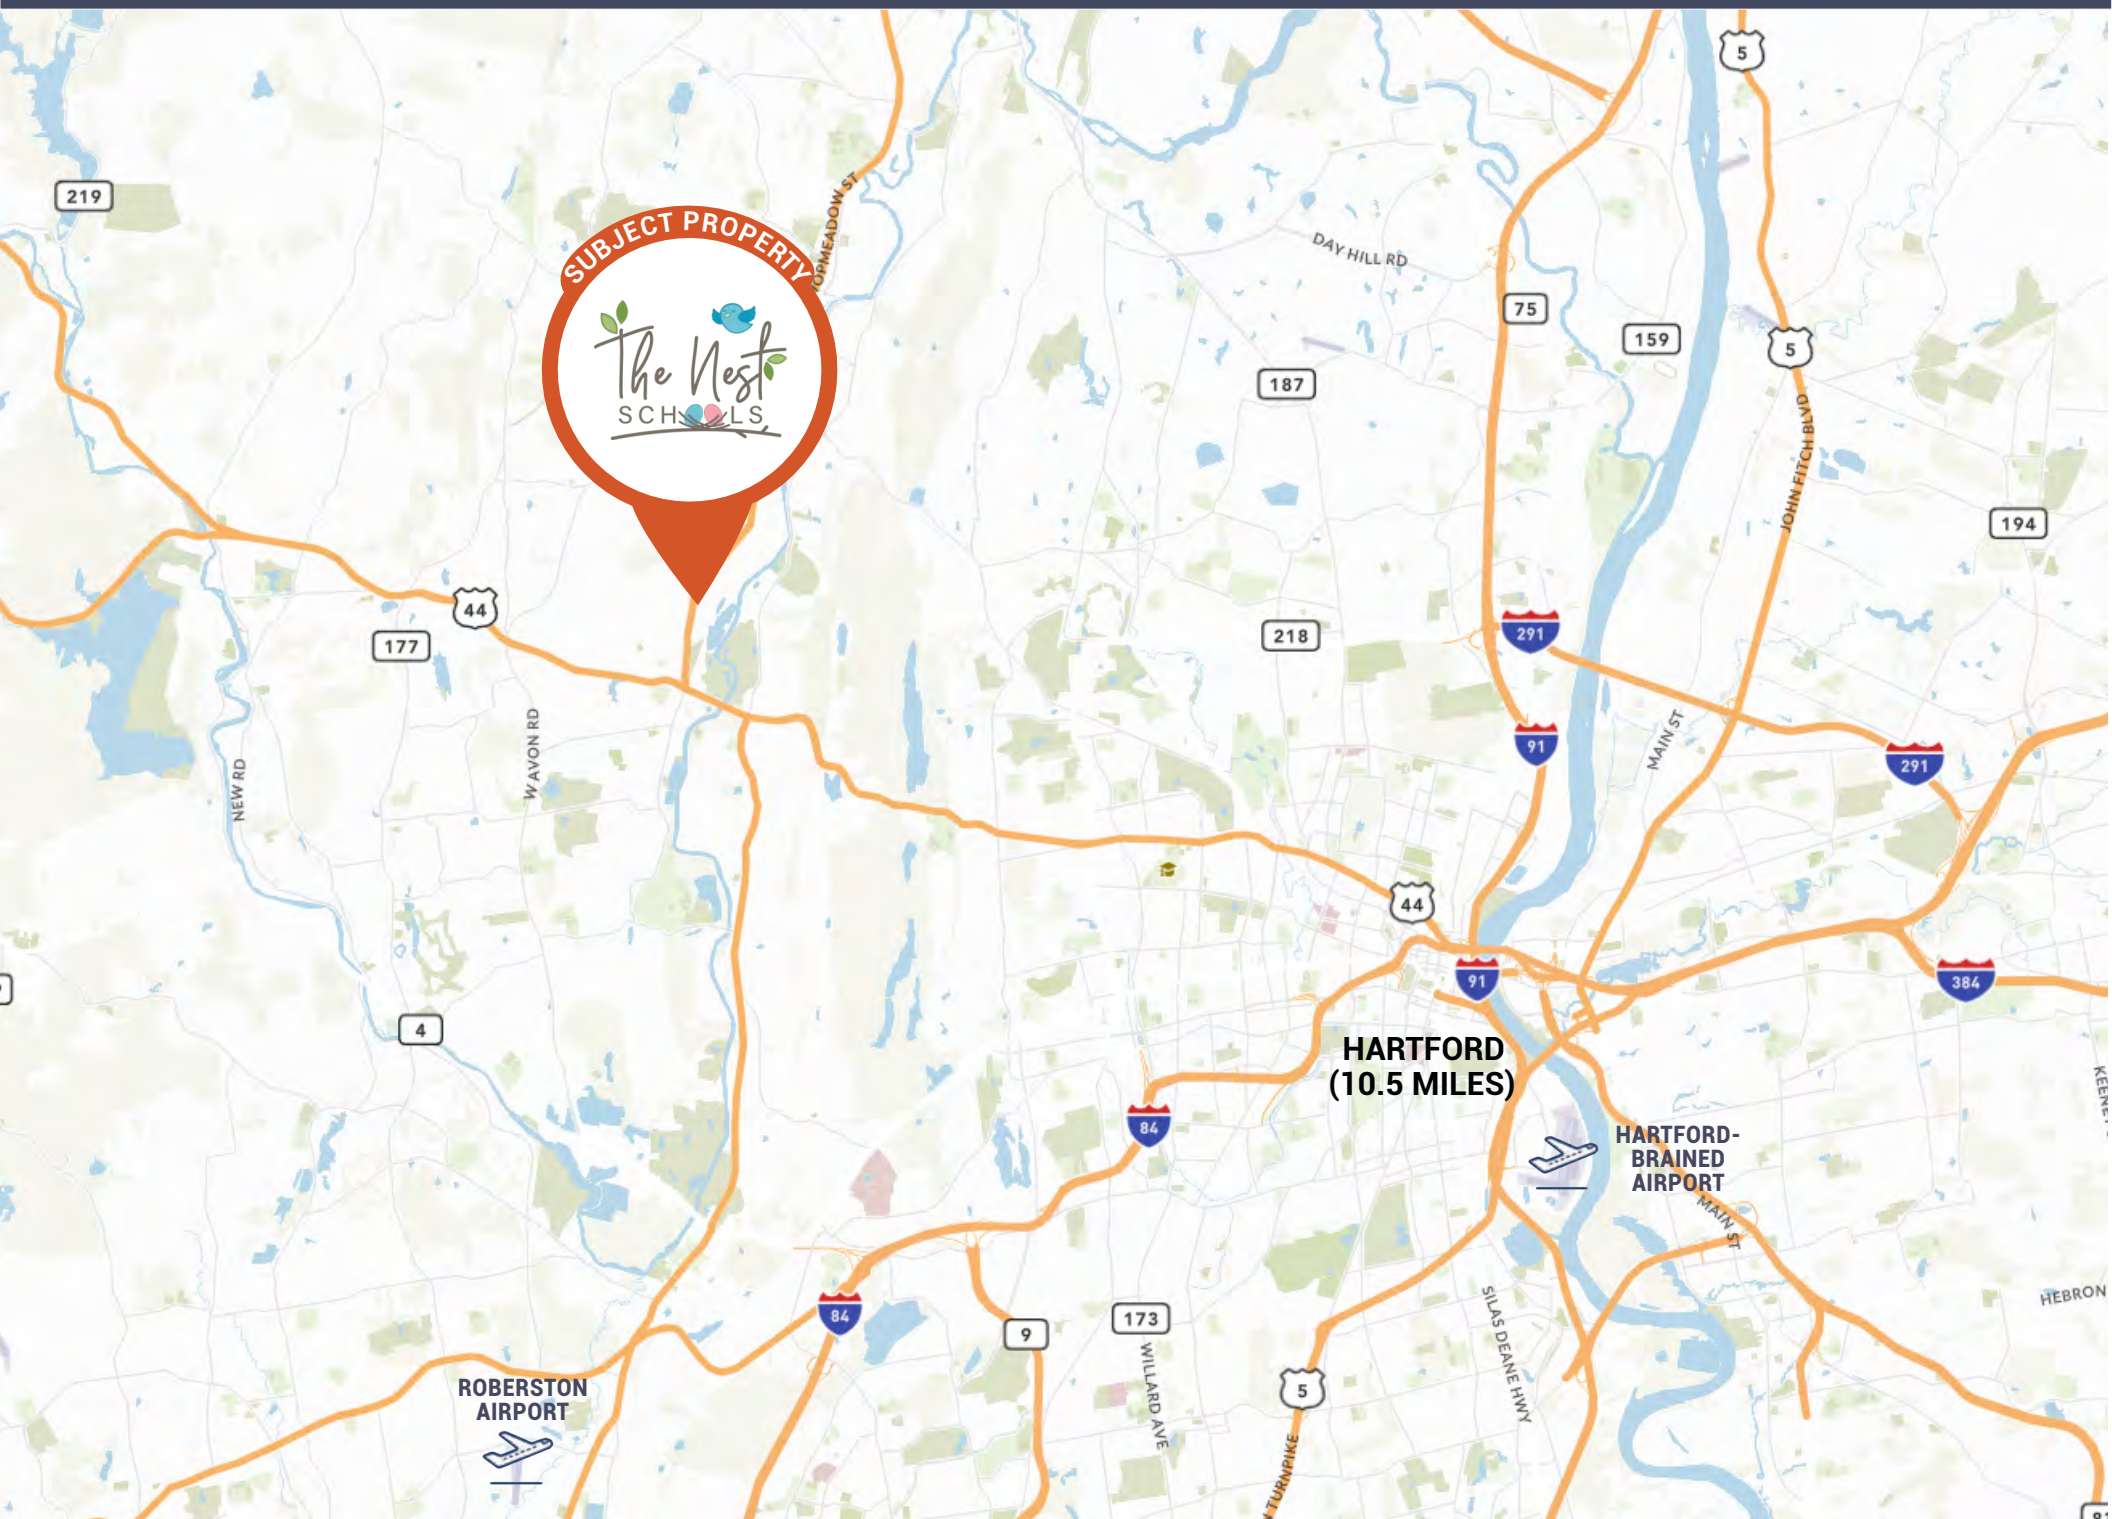 5
219
SUBJECT PROPERTY
The Nest
SCHOOLS
DAY HILL RD
75
159
5
187
JOHN FITCH BLVD
194
44
177
218
291
W AVON RD
NEW RD
MAIN ST
91
291
44
91
384
4
HARTFORD
(10.5 MILES)
84
HARTFORD-
BRAINED
AIRPORT
MAIN ST
HEBRON
84
9
173
SILAS DEANE HWY
WILLARD AVE
5
ROBERSTON
AIRPORT
TURNPIKE